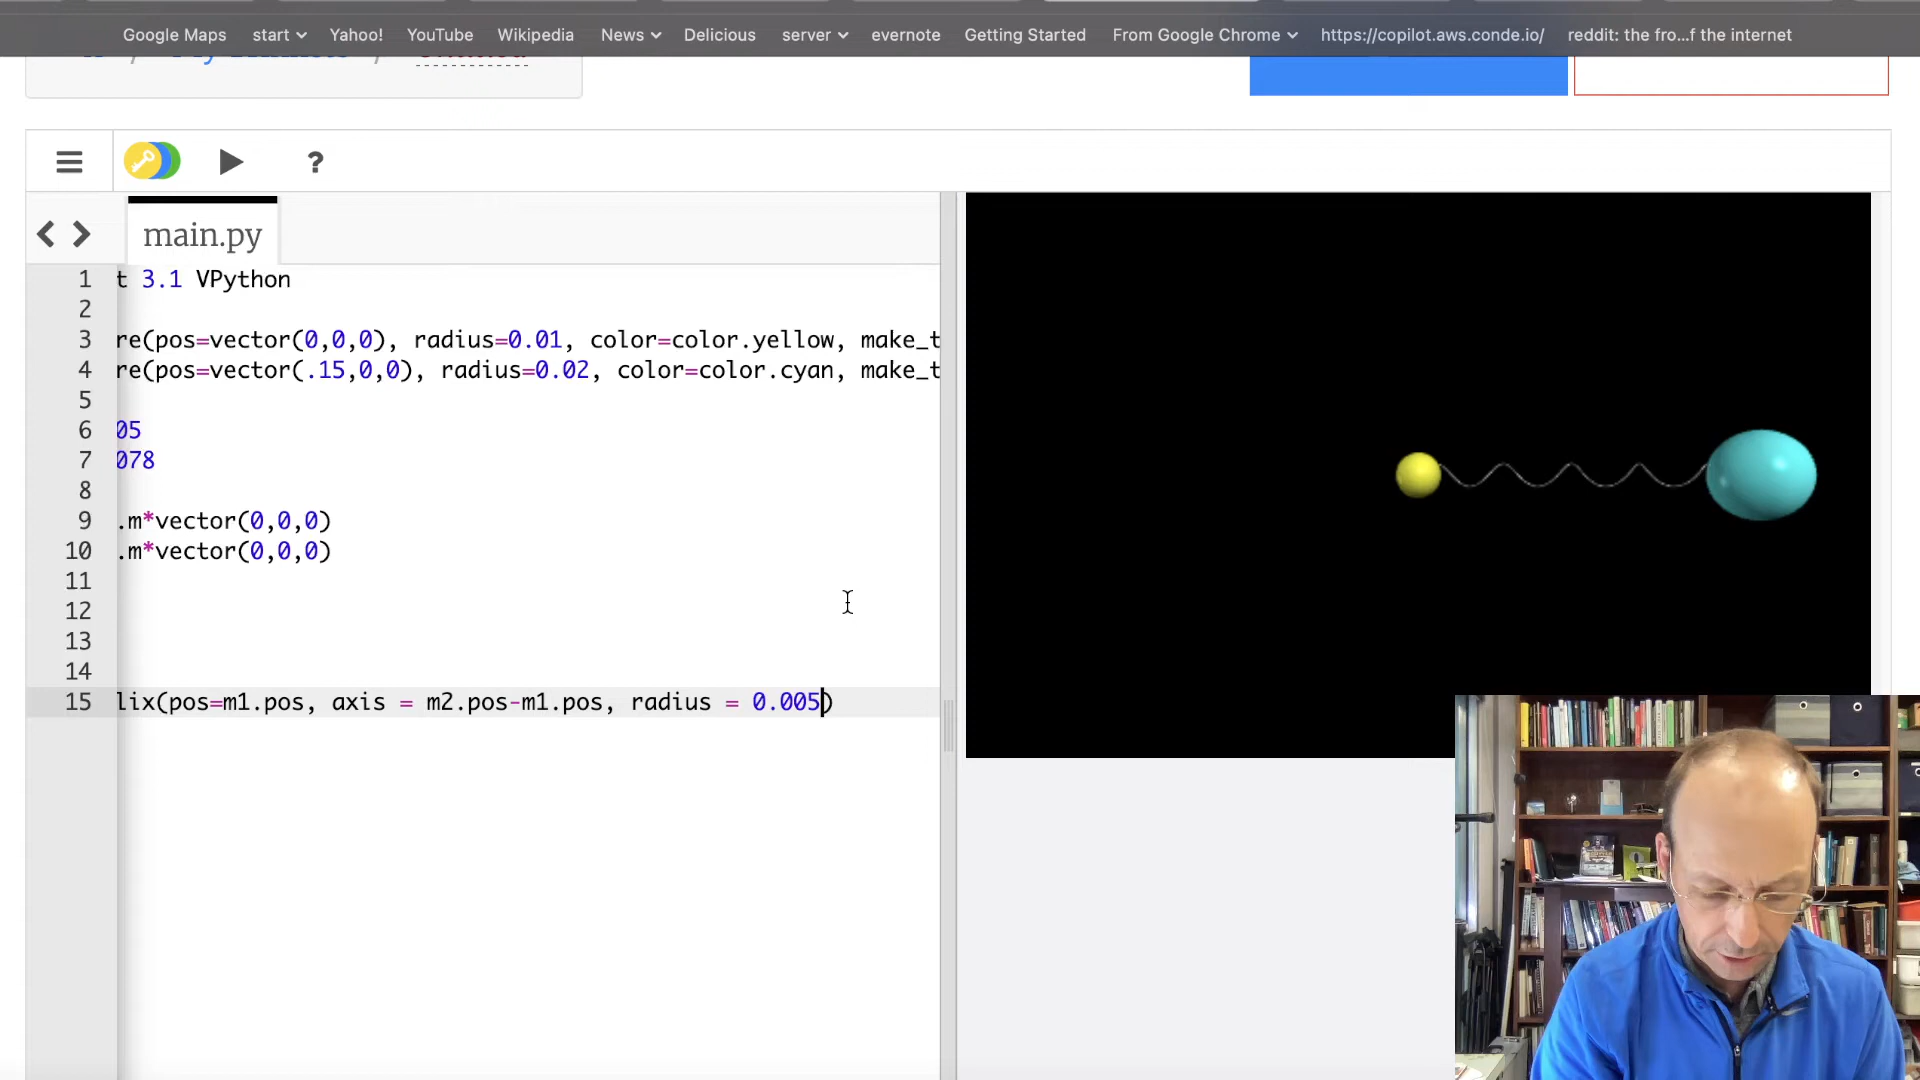 Google Maps start Yahoo! YouTube Wikipedia News Delicious server evernote Getting Started From Google Chrome https://copilot.aws.conde.io/ reddit: the fro...f the internet
?
main.py
1 t 3.1 VPython
2
3 re(pos=vector(0,0,0), radius=0.01, color=color.yellow, make_t
4 re(pos=vector(.15,0,0), radius=0.02, color=color.cyan, make_t
5
6 05
7 078
8
9 .m*vector(0,0,0)
10 .m*vector(0,0,0)
11
12
13
14
15 lix(pos=m1.pos, axis = m2.pos-m1.pos, radius = 0.005)